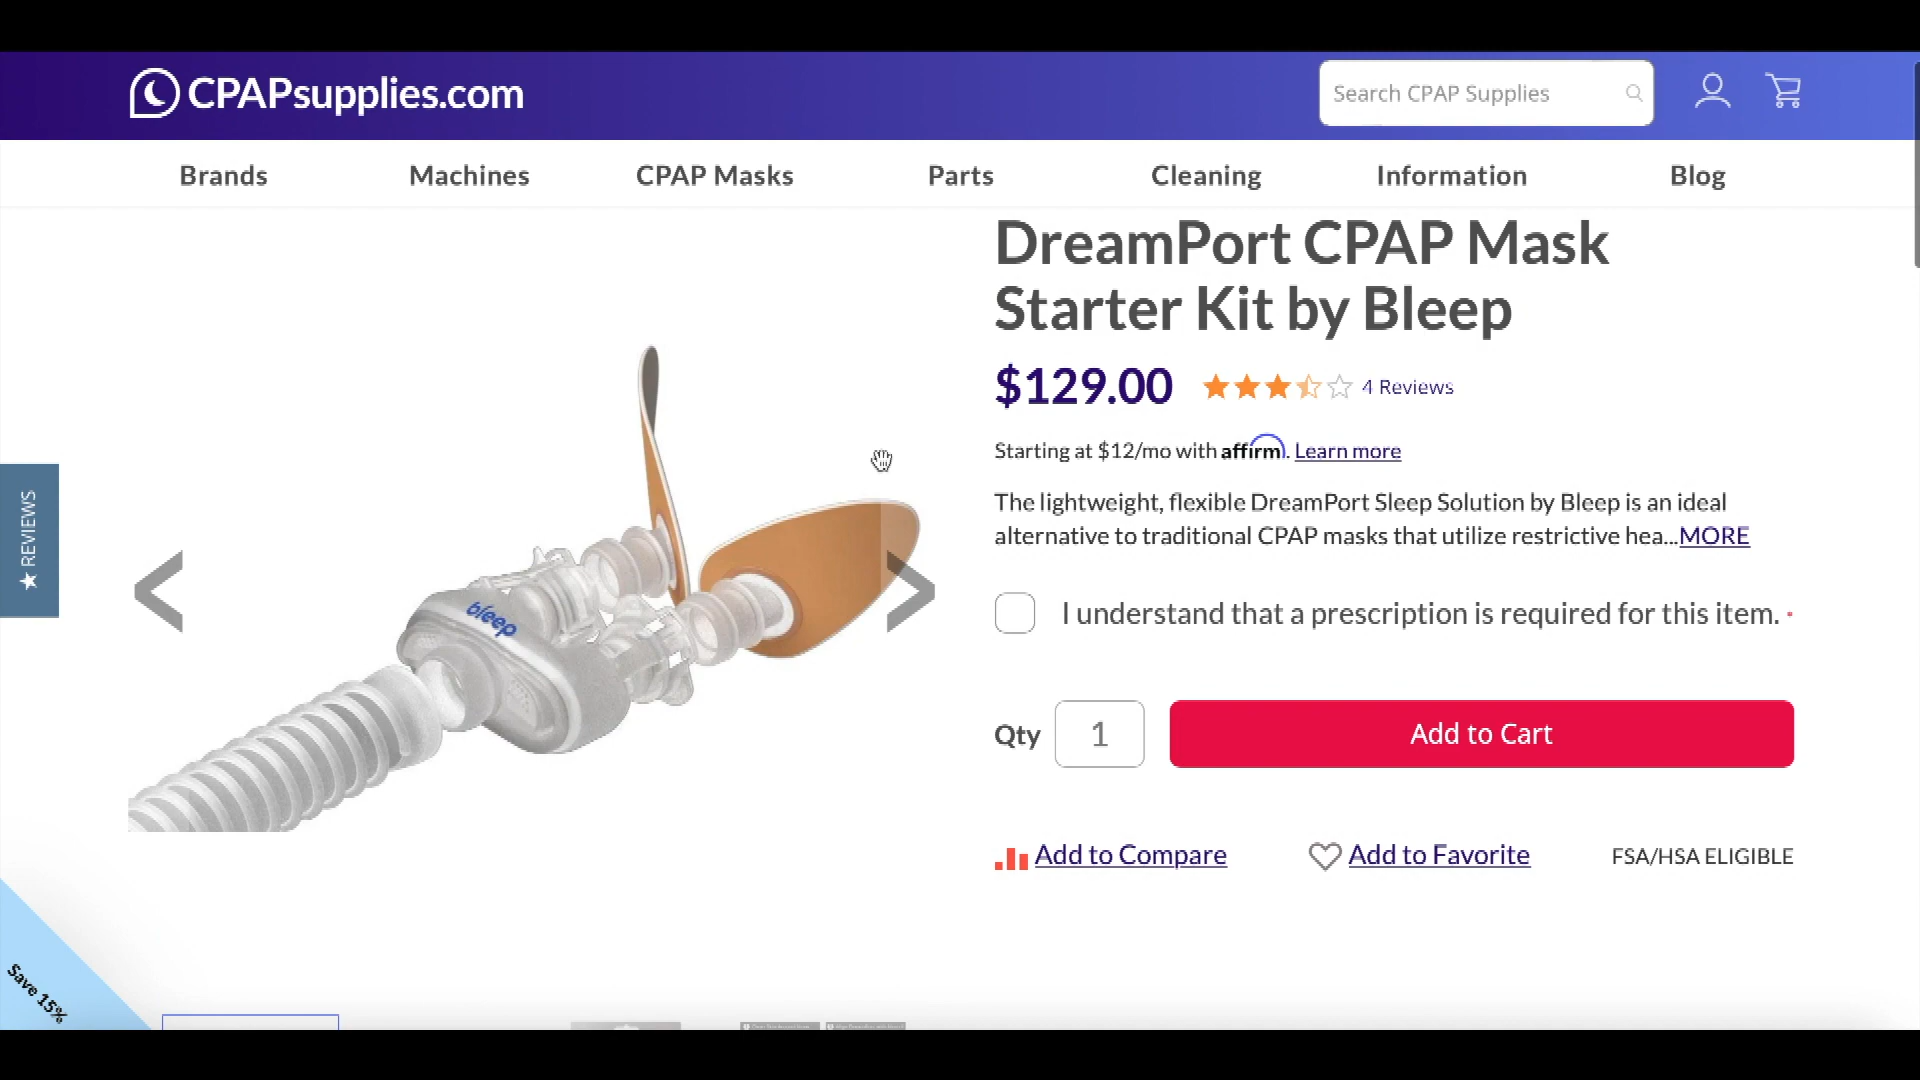 CPAPsupplies.com
Search CPAP Supplies
Brands
Machines
CPAP Masks
Parts
Cleaning
Information
Blog
DreamPort CPAP Mask
Starter Kit by Bleep
$129.00
4 Reviews
Starting at $12/mo with affirm. Learn more
The lightweight, flexible DreamPort Sleep Solution by Bleep is an ideal
alternative to traditional CPAP masks that utilize restrictive hea...MORE
I understand that a prescription is required for this item.
Qty
1
Add to Cart
Add to Compare
Add to Favorite
FSA/HSA ELIGIBLE
★ REVIEWS
bleep
Save 15%